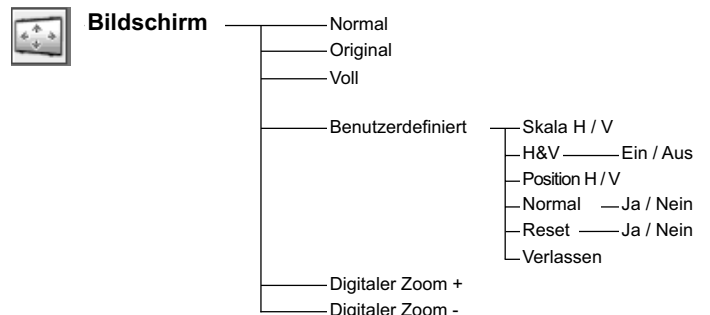 Bildschirm Normal
Original
Voll
Benutzerdefiniert Skala H / V
H&V Ein / Aus
Position H / V
Normal Ja / Nein
Reset Ja / Nein
Verlassen
Digitaler Zoom +
Digitaler Zoom -